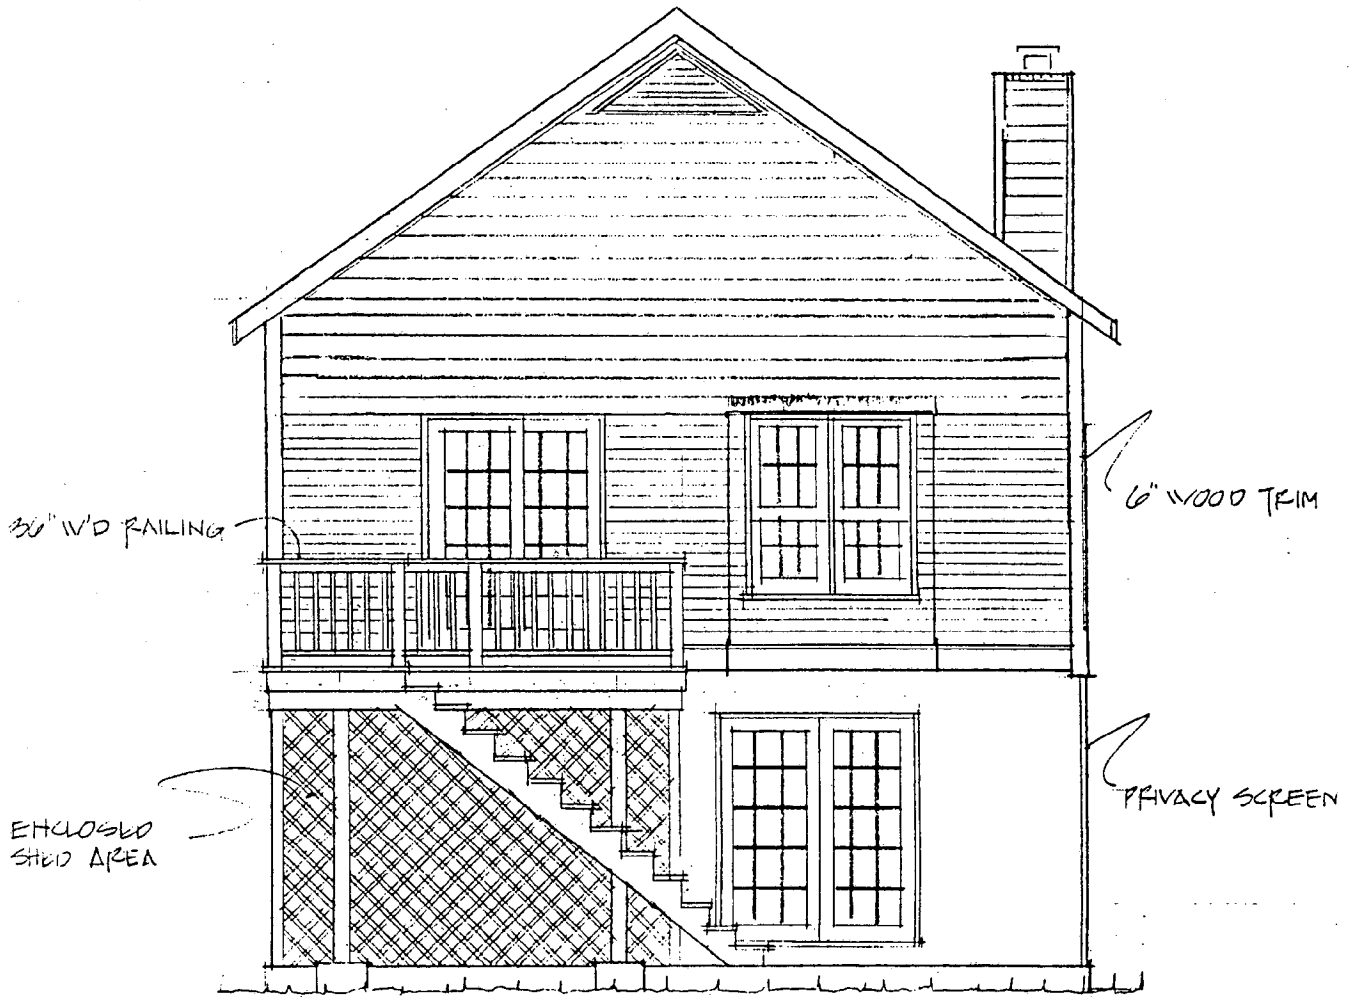 36" W'D RAILING
6" WOOD TRIM
PRIVACY SCREEN
ENCLOSED
SHED AREA